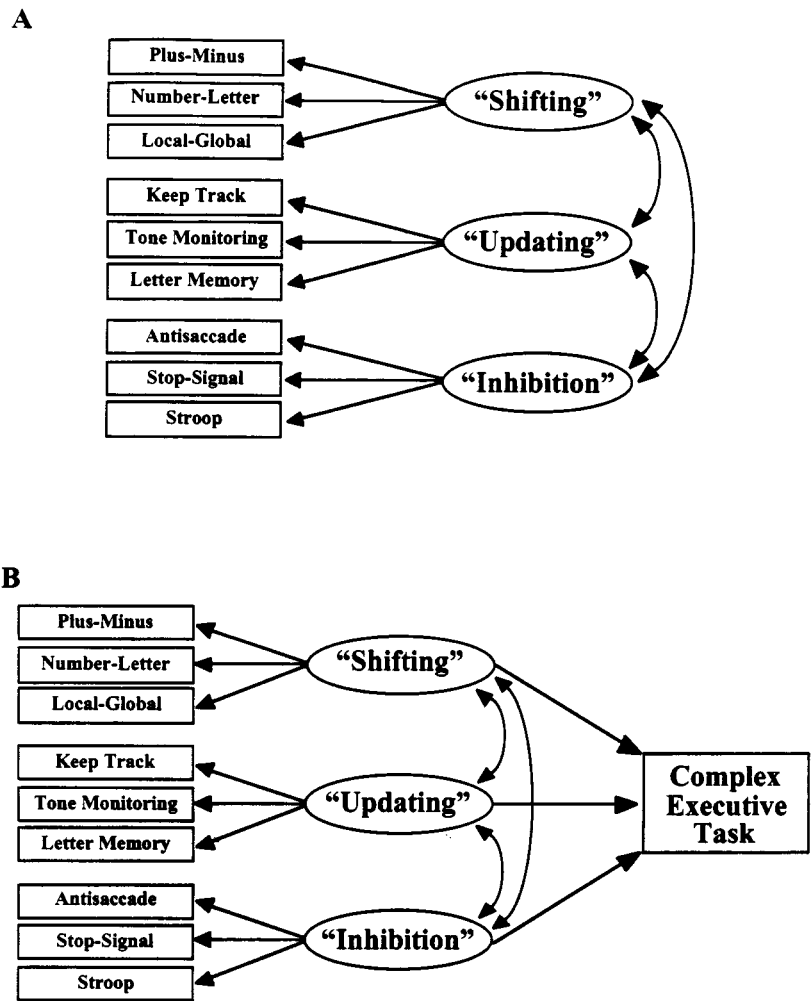 A
Plus-Minus
Number-Letter
Local-Global
"Shifting"
Keep Track
Tone Monitoring
Letter Memory
"Updating"
Antisaccade
Stop-Signal
Stroop
"Inhibition"
B
Plus-Minus
Number-Letter
Local-Global
"Shifting"
Keep Track
Tone Monitoring
Letter Memory
"Updating"
Antisaccade
Stop-Signal
Stroop
"Inhibition"
Complex
Executive
Task